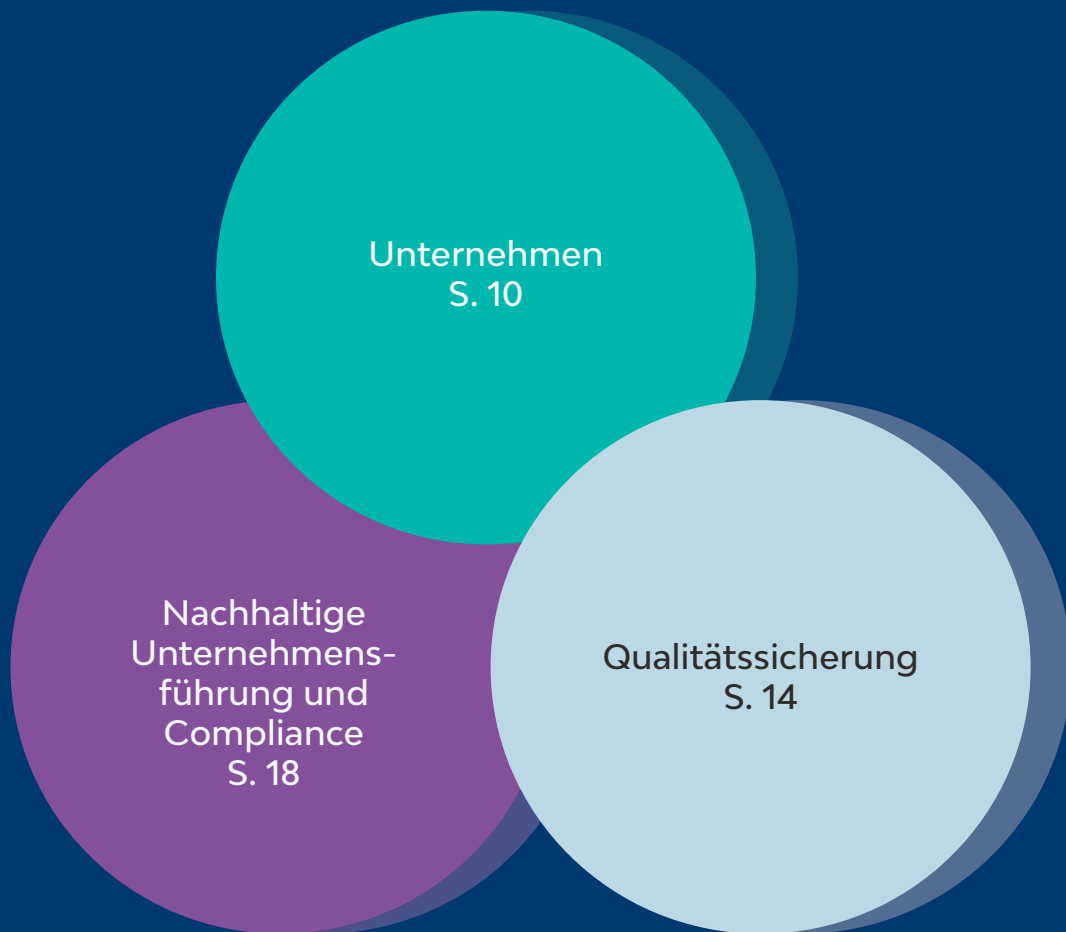 Unternehmen
S. 10
Nachhaltige
Unternehmens-
führung und
Compliance
S. 18
Qualitätssicherung
S. 14